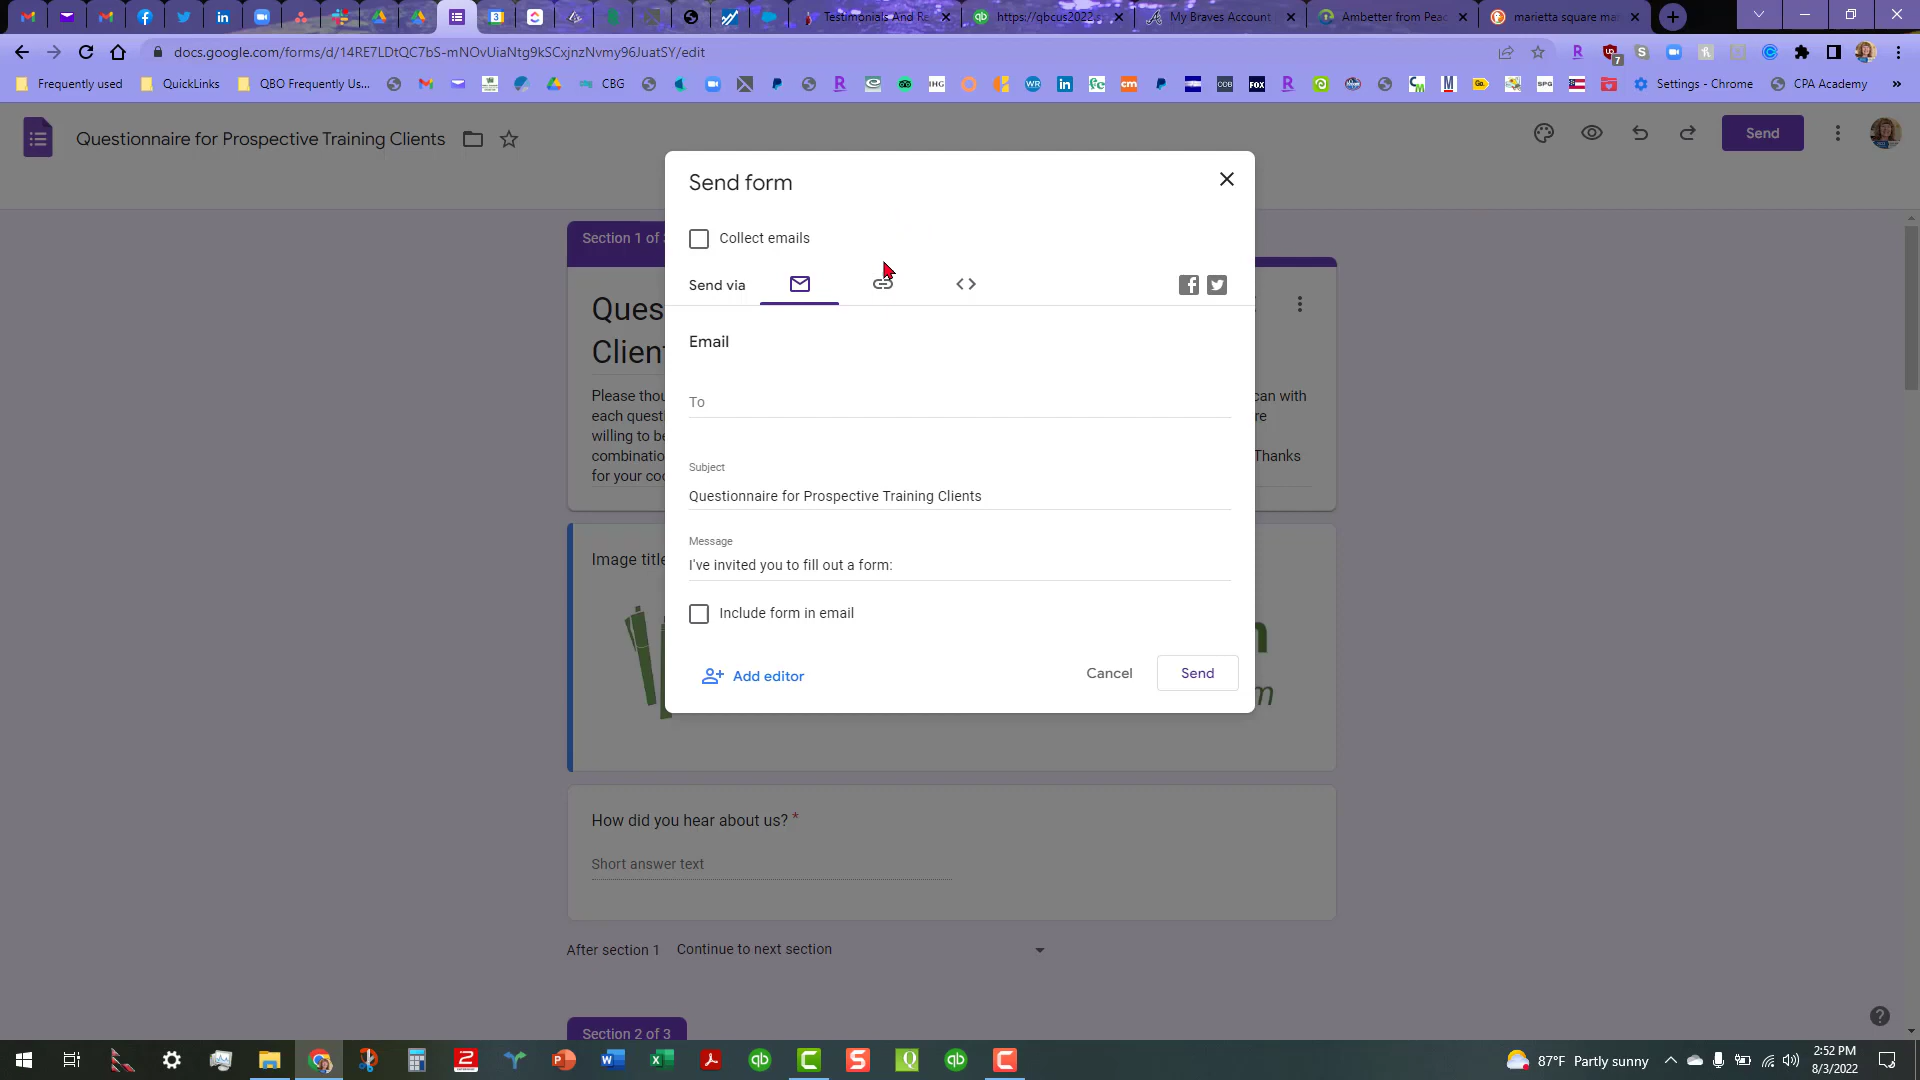 Testimonials And Re
https://qbcus2022.s
My Braves Account
Ambetter from Peac
marietta square ma
docs.google.com/forms/d/14RE7LDtQC7bS-mNOvUiaNtg9kSCxjnzNvmy96JuatSY/edit
7
Frequently used
QuickLinks
QBO Frequently Us...
CBG
Settings - Chrome
CPA Academy
Questionnaire for Prospective Training Clients
Send
Send form
Collect emails
Send via
Email
To
Subject
Questionnaire for Prospective Training Clients
Message
I've invited you to fill out a form:
Include form in email
Add editor
Cancel
Send
Section 1 of 3
Ques
Clien
Please thou
each questi
willing to be
combinatio
for your coo
can with
re
Thanks
Image title
How did you hear about us? *
Short answer text
After section 1
Continue to next section
Section 2 of 3
87°F Partly sunny
2:52 PM
8/3/2022